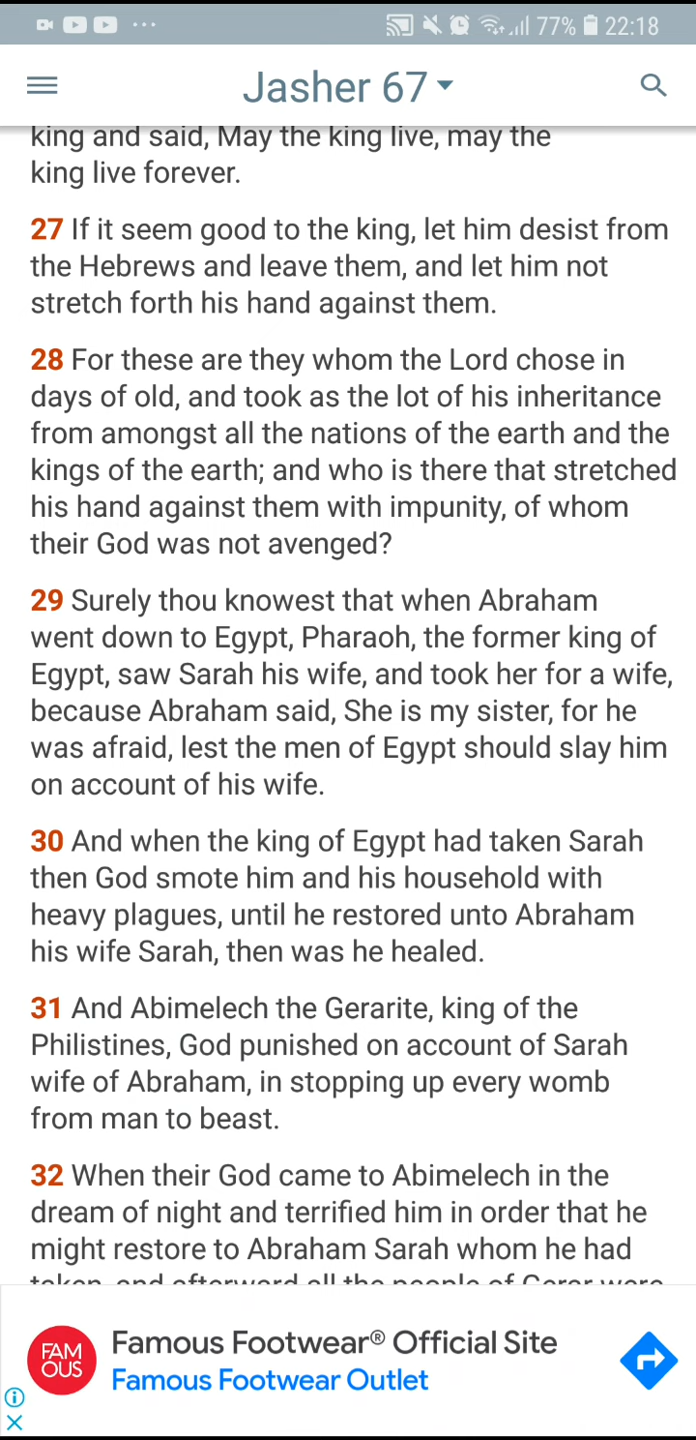 77% 22:18
Jasher 67
king and said, May the king live, may the
king live forever.
27 If it seem good to the king, let him desist from
the Hebrews and leave them, and let him not
stretch forth his hand against them.
28 For these are they whom the Lord chose in
days of old, and took as the lot of his inheritance
from amongst all the nations of the earth and the
kings of the earth; and who is there that stretched
his hand against them with impunity, of whom
their God was not avenged?
29 Surely thou knowest that when Abraham
went down to Egypt, Pharaoh, the former king of
Egypt, saw Sarah his wife, and took her for a wife,
because Abraham said, She is my sister, for he
was afraid, lest the men of Egypt should slay him
on account of his wife.
30 And when the king of Egypt had taken Sarah
then God smote him and his household with
heavy plagues, until he restored unto Abraham
his wife Sarah, then was he healed.
31 And Abimelech the Gerarite, king of the
Philistines, God punished on account of Sarah
wife of Abraham, in stopping up every womb
from man to beast.
32 When their God came to Abimelech in the
dream of night and terrified him in order that he
might restore to Abraham Sarah whom he had
taken, and afterward all the people of Gerar were
FAM
OUS
Famous Footwear® Official Site
Famous Footwear Outlet